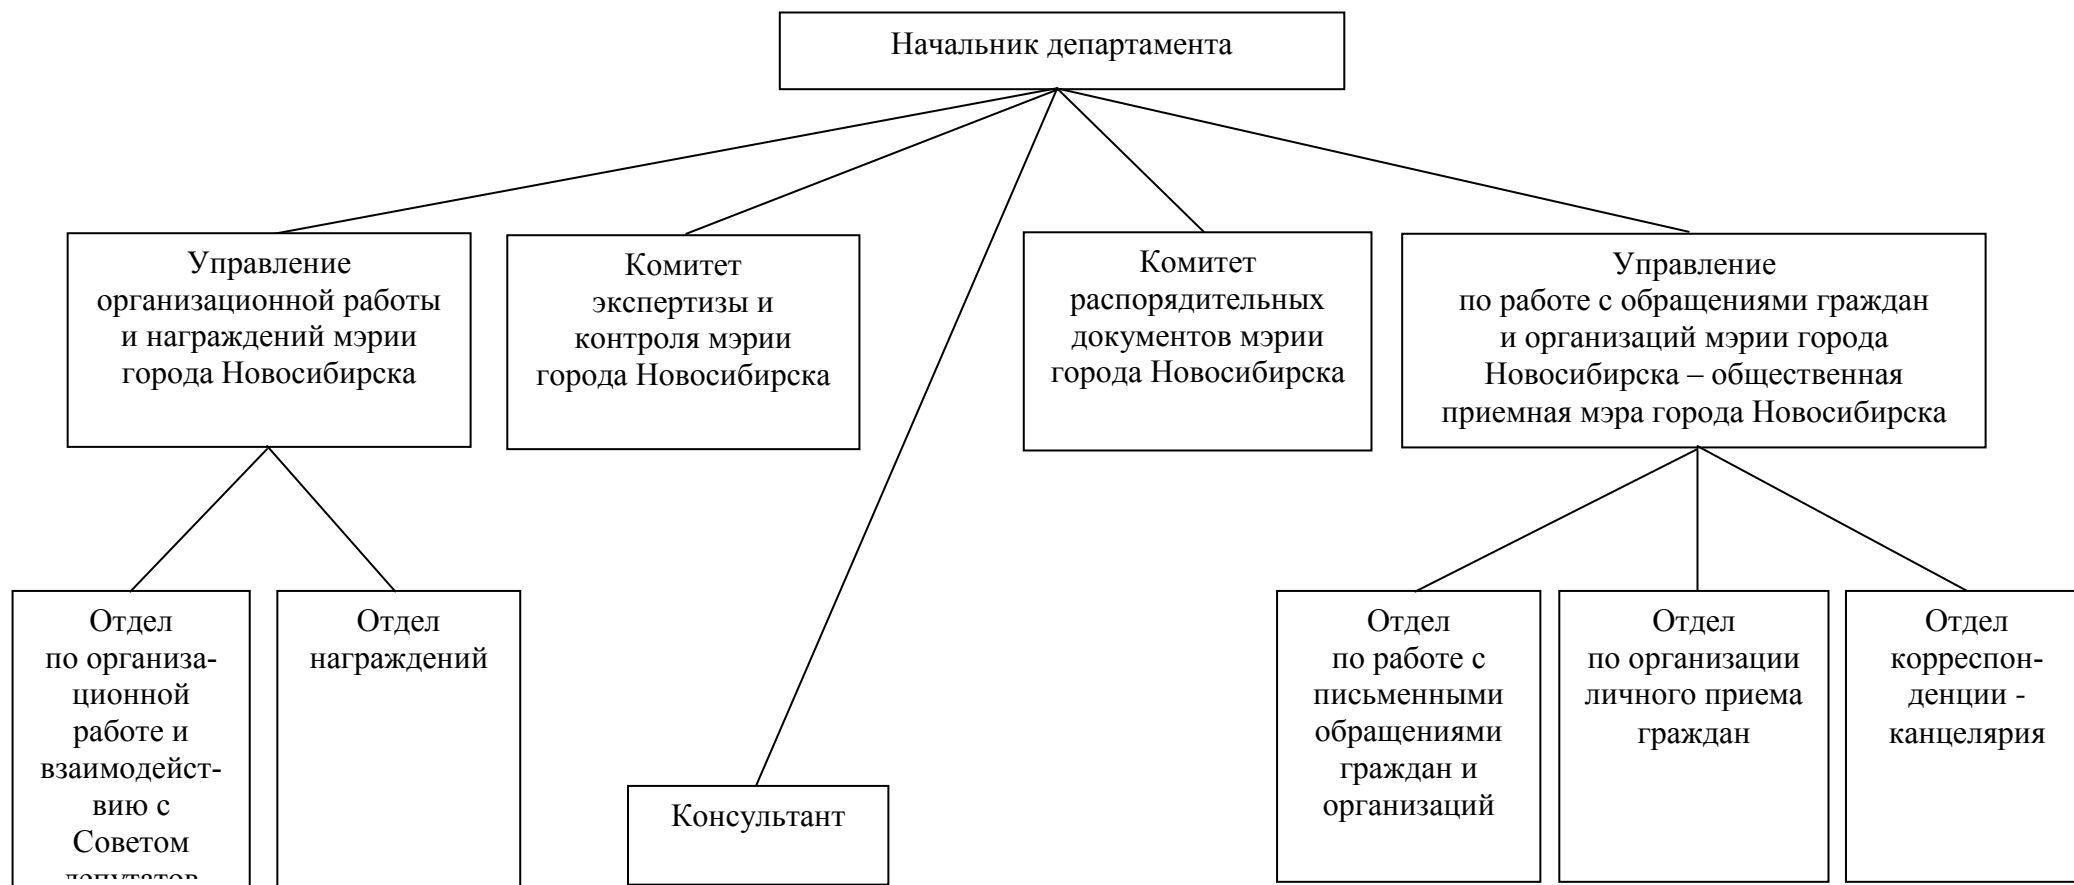 Начальник департамента
Управление
организационной работы
и награждений мэрии
города Новосибирска
Комитет
экспертизы и
контроля мэрии
города Новосибирска
Комитет
распорядительных
документов мэрии
города Новосибирска
Управление
по работе с обращениями граждан
и организаций мэрии города
Новосибирска – общественная
приемная мэра города Новосибирска
Отдел
по организа-
ционной
работе и
взаимодейст-
вию с
Советом
депутатов
Отдел
награждений
Консультант
Отдел
по работе с
письменными
обращениями
граждан и
организаций
Отдел
по организации
личного приема
граждан
Отдел
корреспон-
денции -
канцелярия